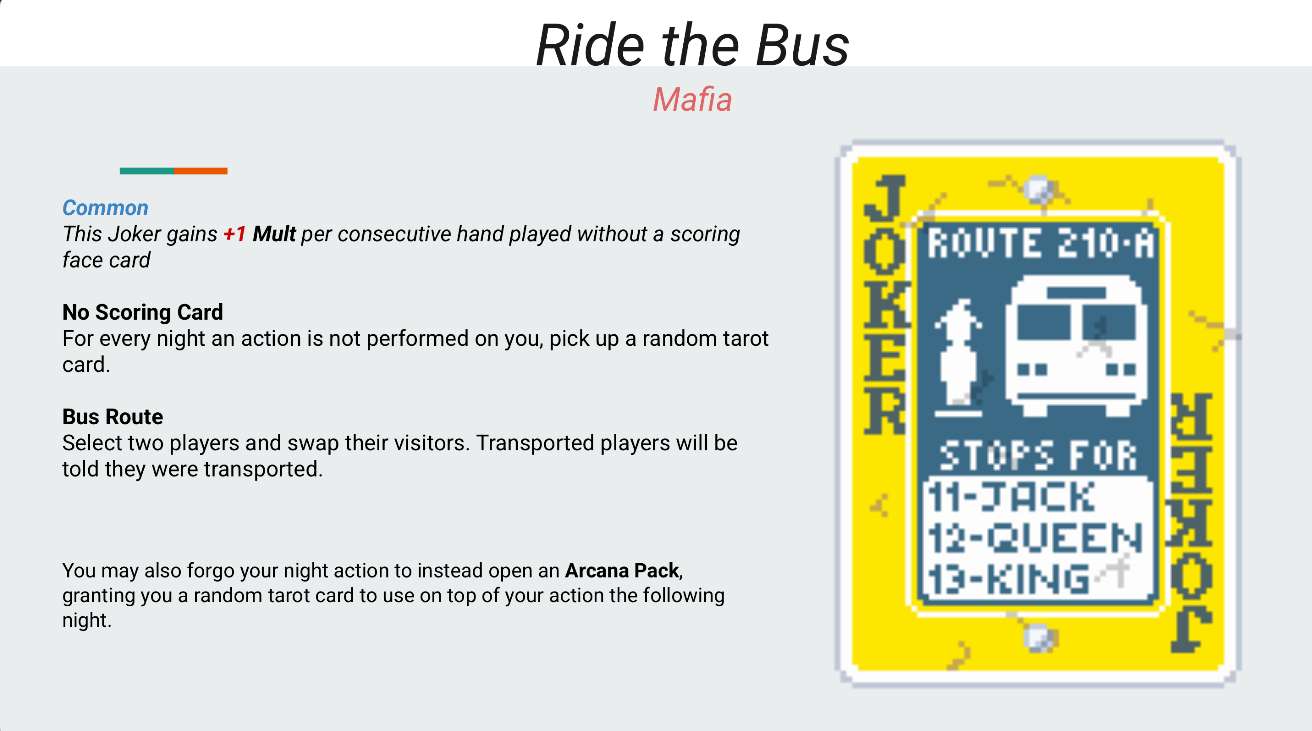 Ride the Bus
Mafia
Common
This Joker gains +1 Mult per consecutive hand played without a scoring
face card
No Scoring Card
For every night an action is not performed on you, pick up a random tarot
card.
Bus Route
Select two players and swap their visitors. Transported players will be
told they were transported.
You may also forgo your night action to instead open an Arcana Pack,
granting you a random tarot card to use on top of your action the following
night.
JOKER
ROUTE 210-A
STOPS FOR
11-JACK
12-QUEEN
13-KING
JOKER